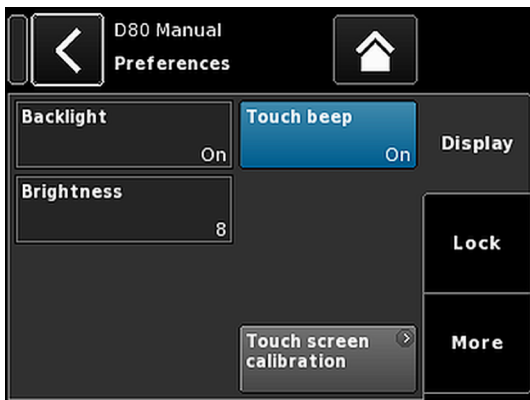 D80 Manual
Preferences
Backlight
On
Touch beep
On
Display
Brightness
8
Lock
Touch screen
calibration
More